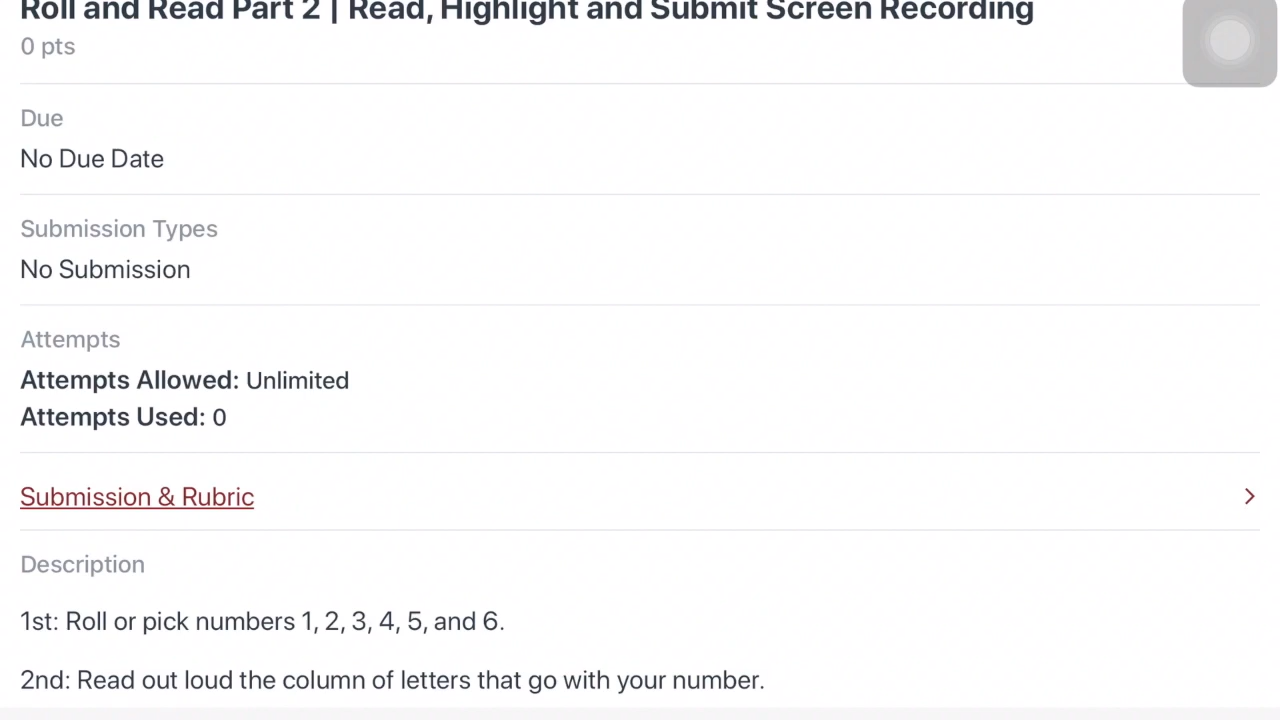 Roll and Read Part 2 | Read, Highlight and Submit Screen Recording
0 pts
Due
No Due Date
Submission Types
No Submission
Attempts
Attempts Allowed: Unlimited
Attempts Used: 0
Submission & Rubric
Description
1st: Roll or pick numbers 1, 2, 3, 4, 5, and 6.
2nd: Read out loud the column of letters that go with your number.